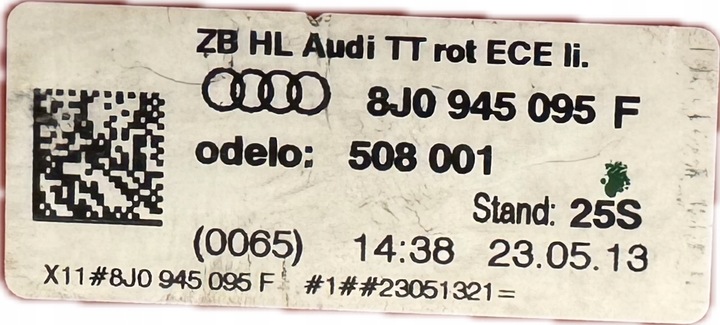 ZB HL Audi TT rot ECE li.
8J0 945 095 F
odelo: 508 001
Stand: 25S
(0065) 14:38 23.05.13
X11#8J0 945 095 F #1##23051321=